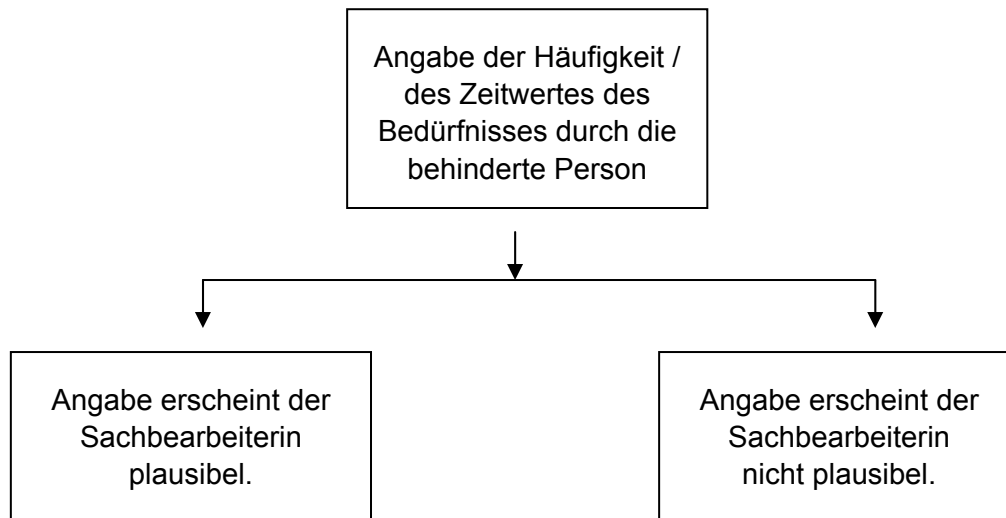 Angabe der Häufigkeit /
des Zeitwertes des
Bedürfnisses durch die
behinderte Person
Angabe erscheint der
Sachbearbeiterin
plausibel.
Angabe erscheint der
Sachbearbeiterin
nicht plausibel.